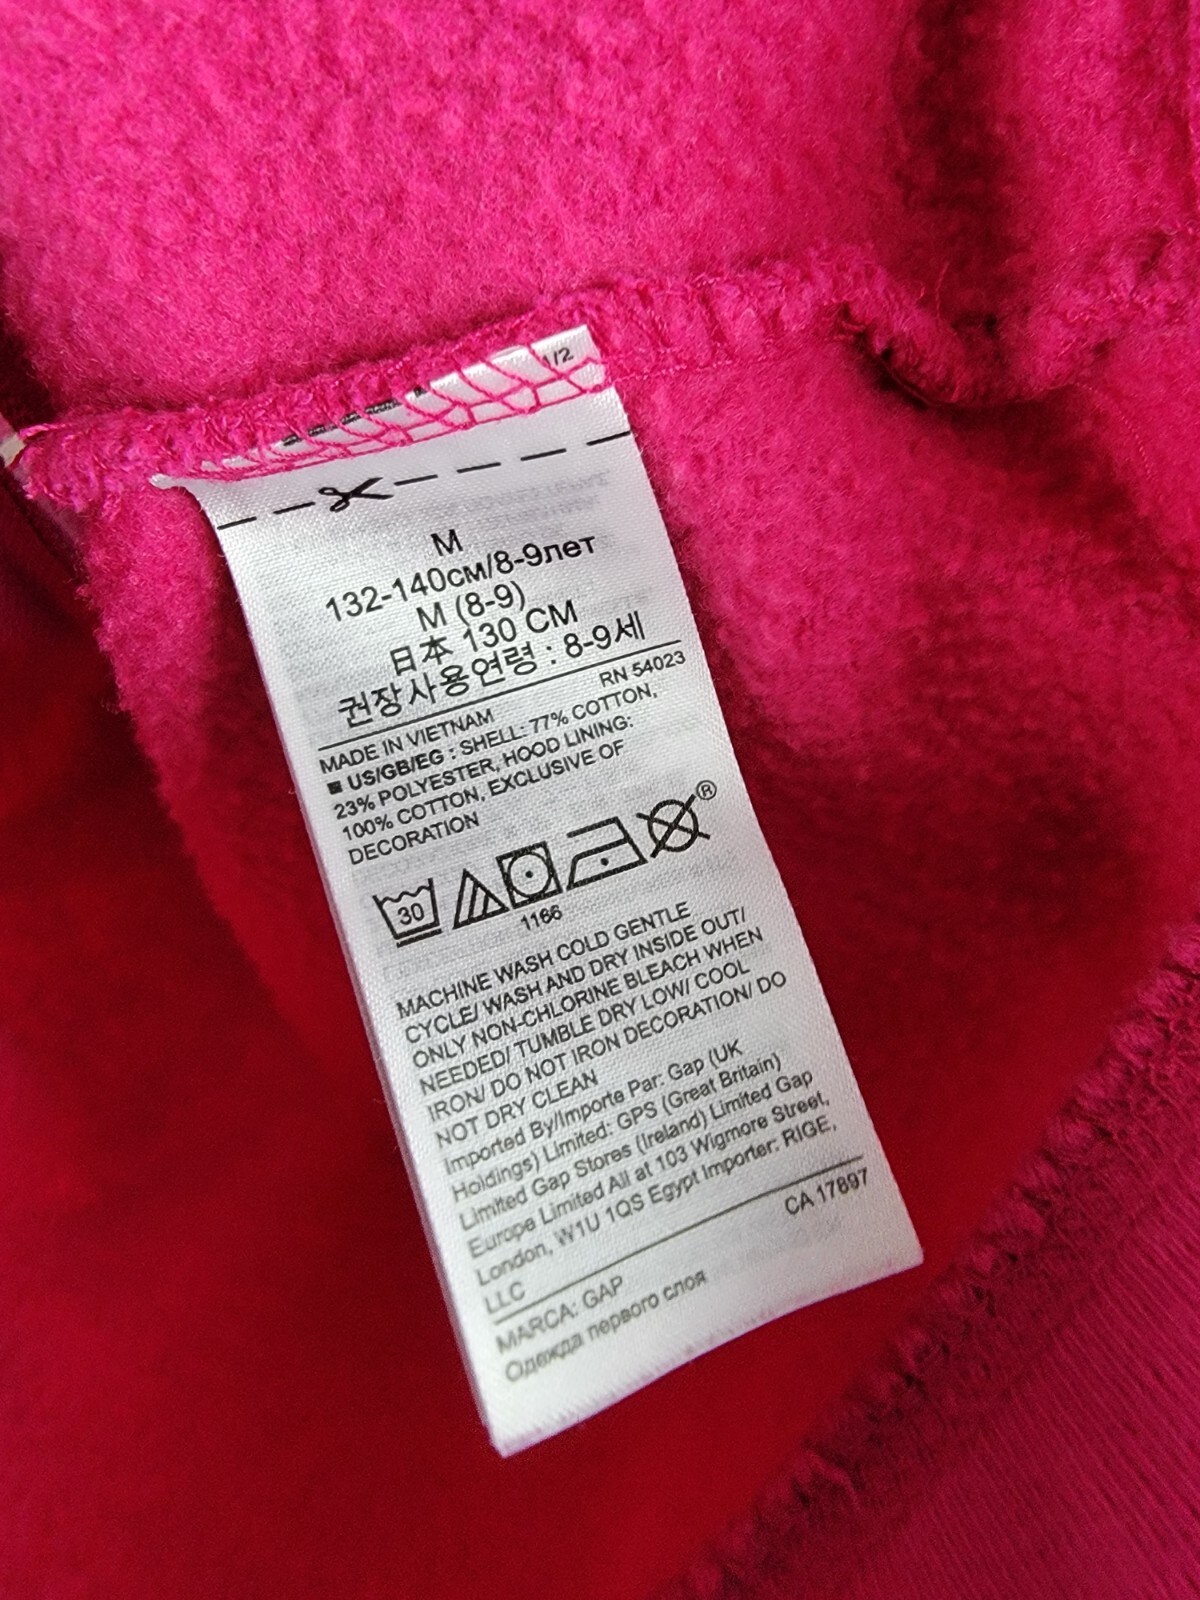 1/2
M
132-140см/8-9лет
M (8-9)
日本 130 CM
권장사용연령 : 8-9세
RN 54023
MADE IN VIETNAM
■ US/GB/EG : SHELL: 77% COTTON,
23% POLYESTER, HOOD LINING:
100% COTTON, EXCLUSIVE OF
DECORATION
30
®
1166
MACHINE WASH COLD GENTLE
CYCLE/ WASH AND DRY INSIDE OUT/
ONLY NON-CHLORINE BLEACH WHEN
NEEDED/ TUMBLE DRY LOW/ COOL
IRON/ DO NOT IRON DECORATION/ DO
NOT DRY CLEAN
Imported By/Importe Par: Gap (UK
Holdings) Limited: GPS (Great Britain)
Limited Gap Stores (Ireland) Limited Gap
Europe Limited All at 103 Wigmore Street,
London, W1U 1QS Egypt Importer: RIGE,
LLC
CA 17897
MARCA: GAP
Одежда первого слоя